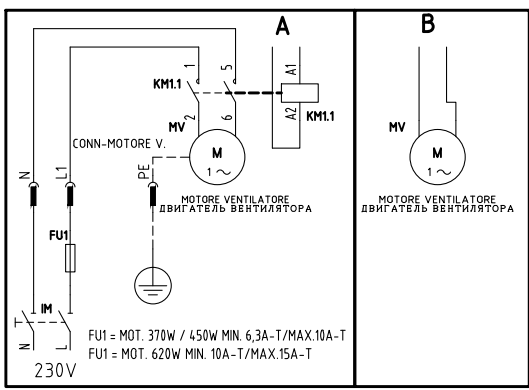 A
B
1
5
KM1.1
A1
A2
KM1.1
2
6
MV
MV
CONN-MOTORE V.
M
1 ~
M
1 ~
N
L1
PE
MOTORE VENTILATORE
ДВИГАТЕЛЬ ВЕНТИЛЯТОРА
MOTORE VENTILATORE
ДВИГАТЕЛЬ ВЕНТИЛЯТОРА
FU1
IM
N
L
FU1 = MOT. 370W / 450W MIN. 6,3A-T/MAX.10A-T
FU1 = MOT. 620W MIN. 10A-T/MAX.15A-T
230V